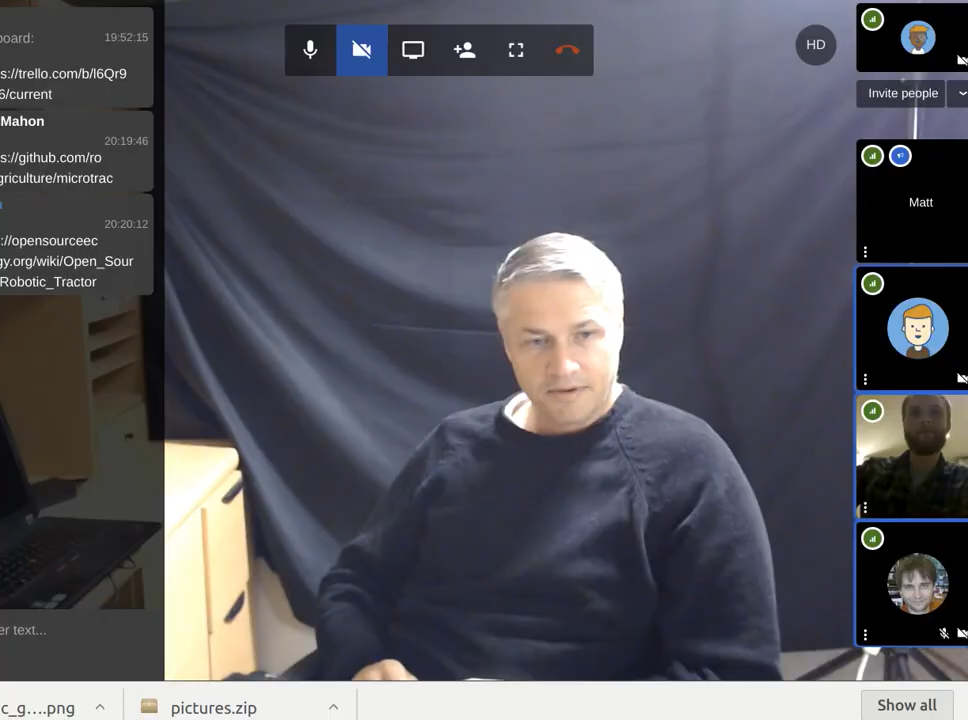 oard:
19:52:15
s://trello.com/b/l6Qr9
6/current
Mahon
20:19:46
s://github.com/ro
griculture/microtrac
20:20:12
://opensourceec
gy.org/wiki/Open_Sour
Robotic_Tractor
er text...
HD
Invite people
Matt
c_g....png
pictures.zip
Show all